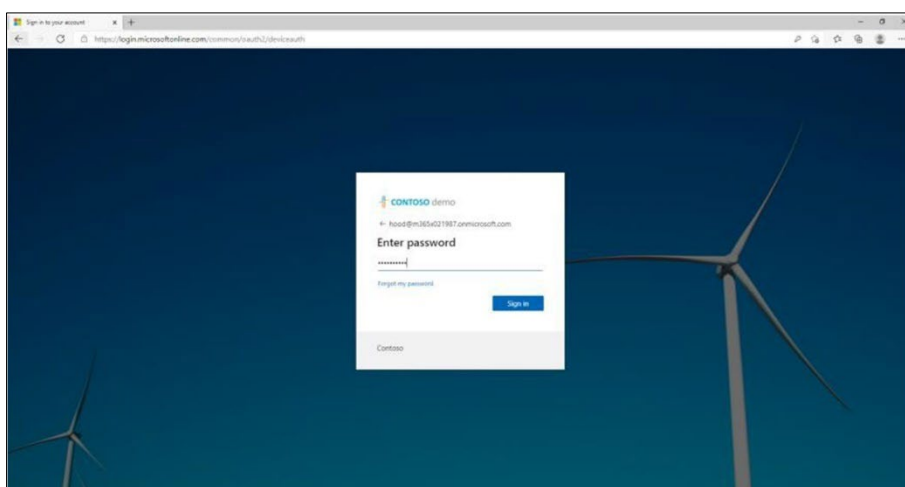 Sign in to your account
https://login.microsoftonline.com/common/oauth2/deviceauth
CONTOSO demo
hood@m365x021987.onmicrosoft.com
Enter password
Forgot my password
Sign in
Contoso